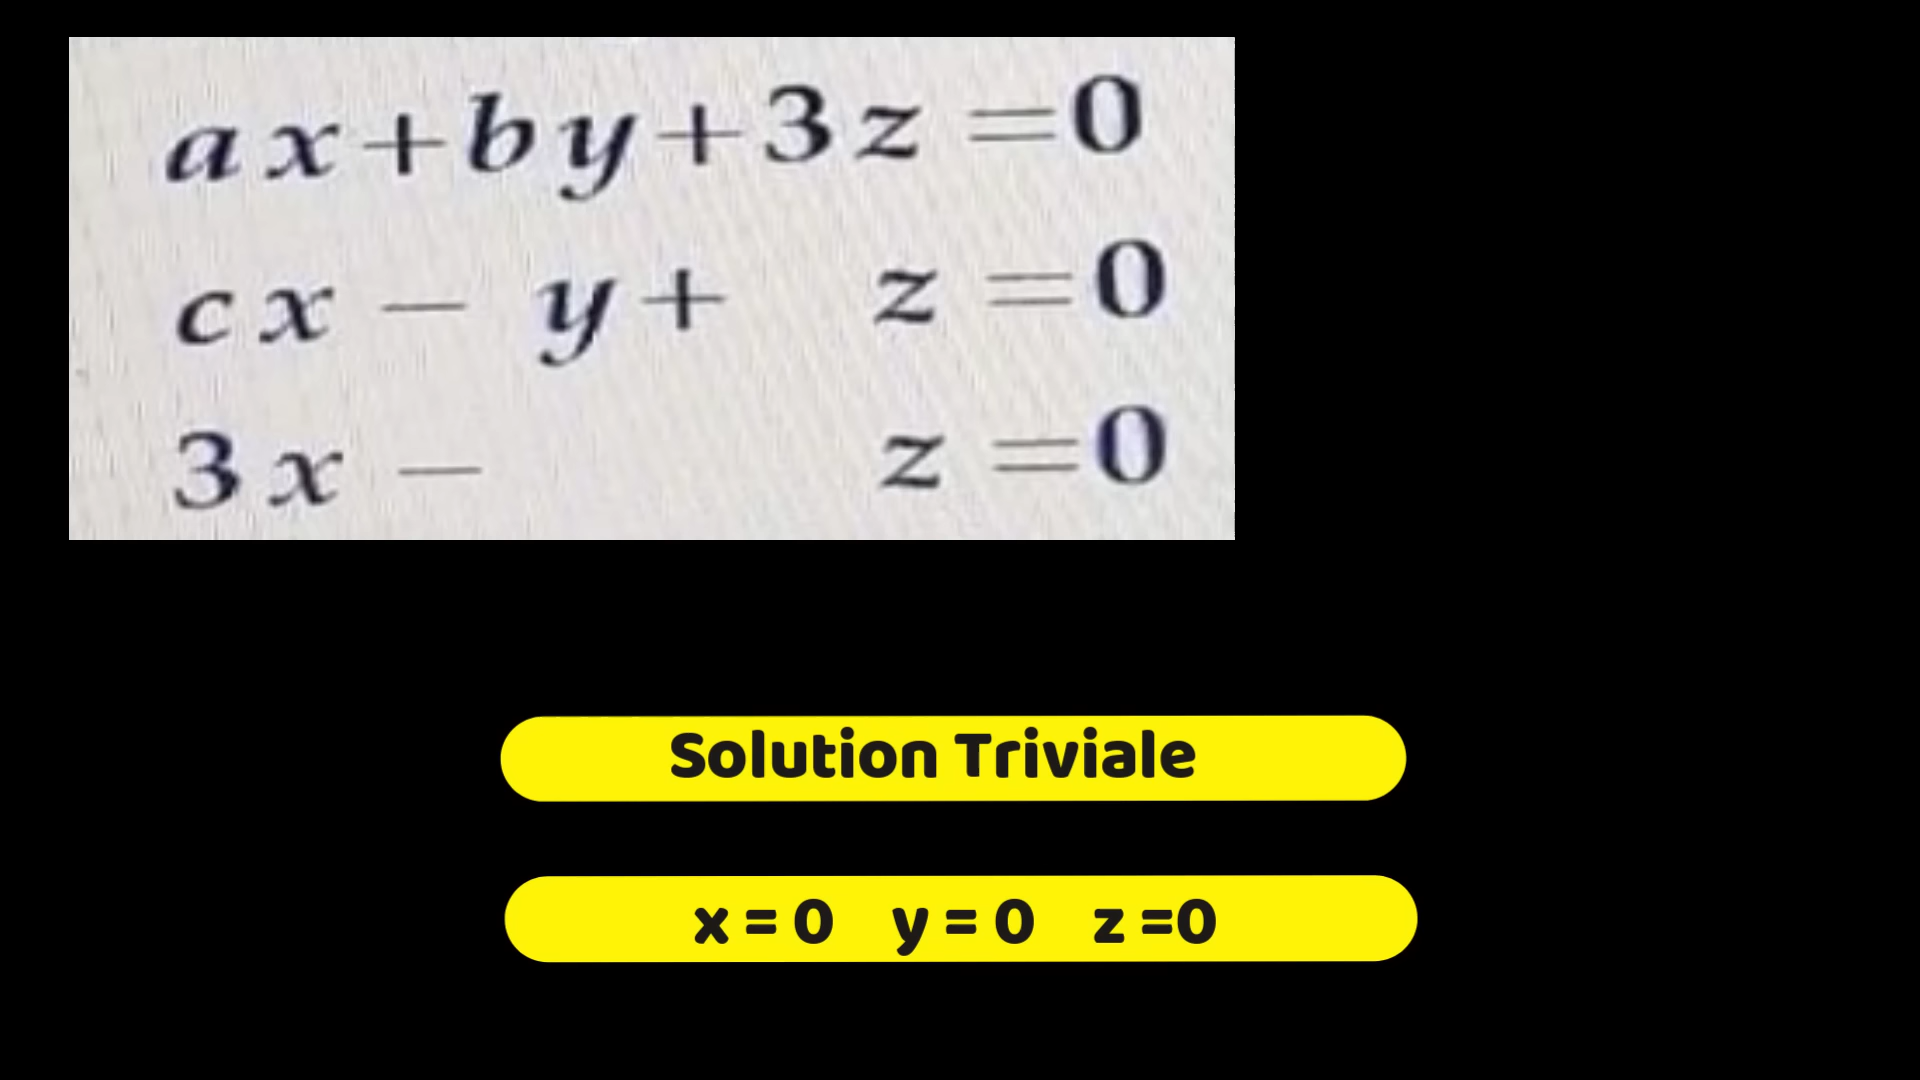 ax+by+3z=0
cx - y+ z=0
3x - z=0
Solution Triviale
x = 0 y = 0 z =0